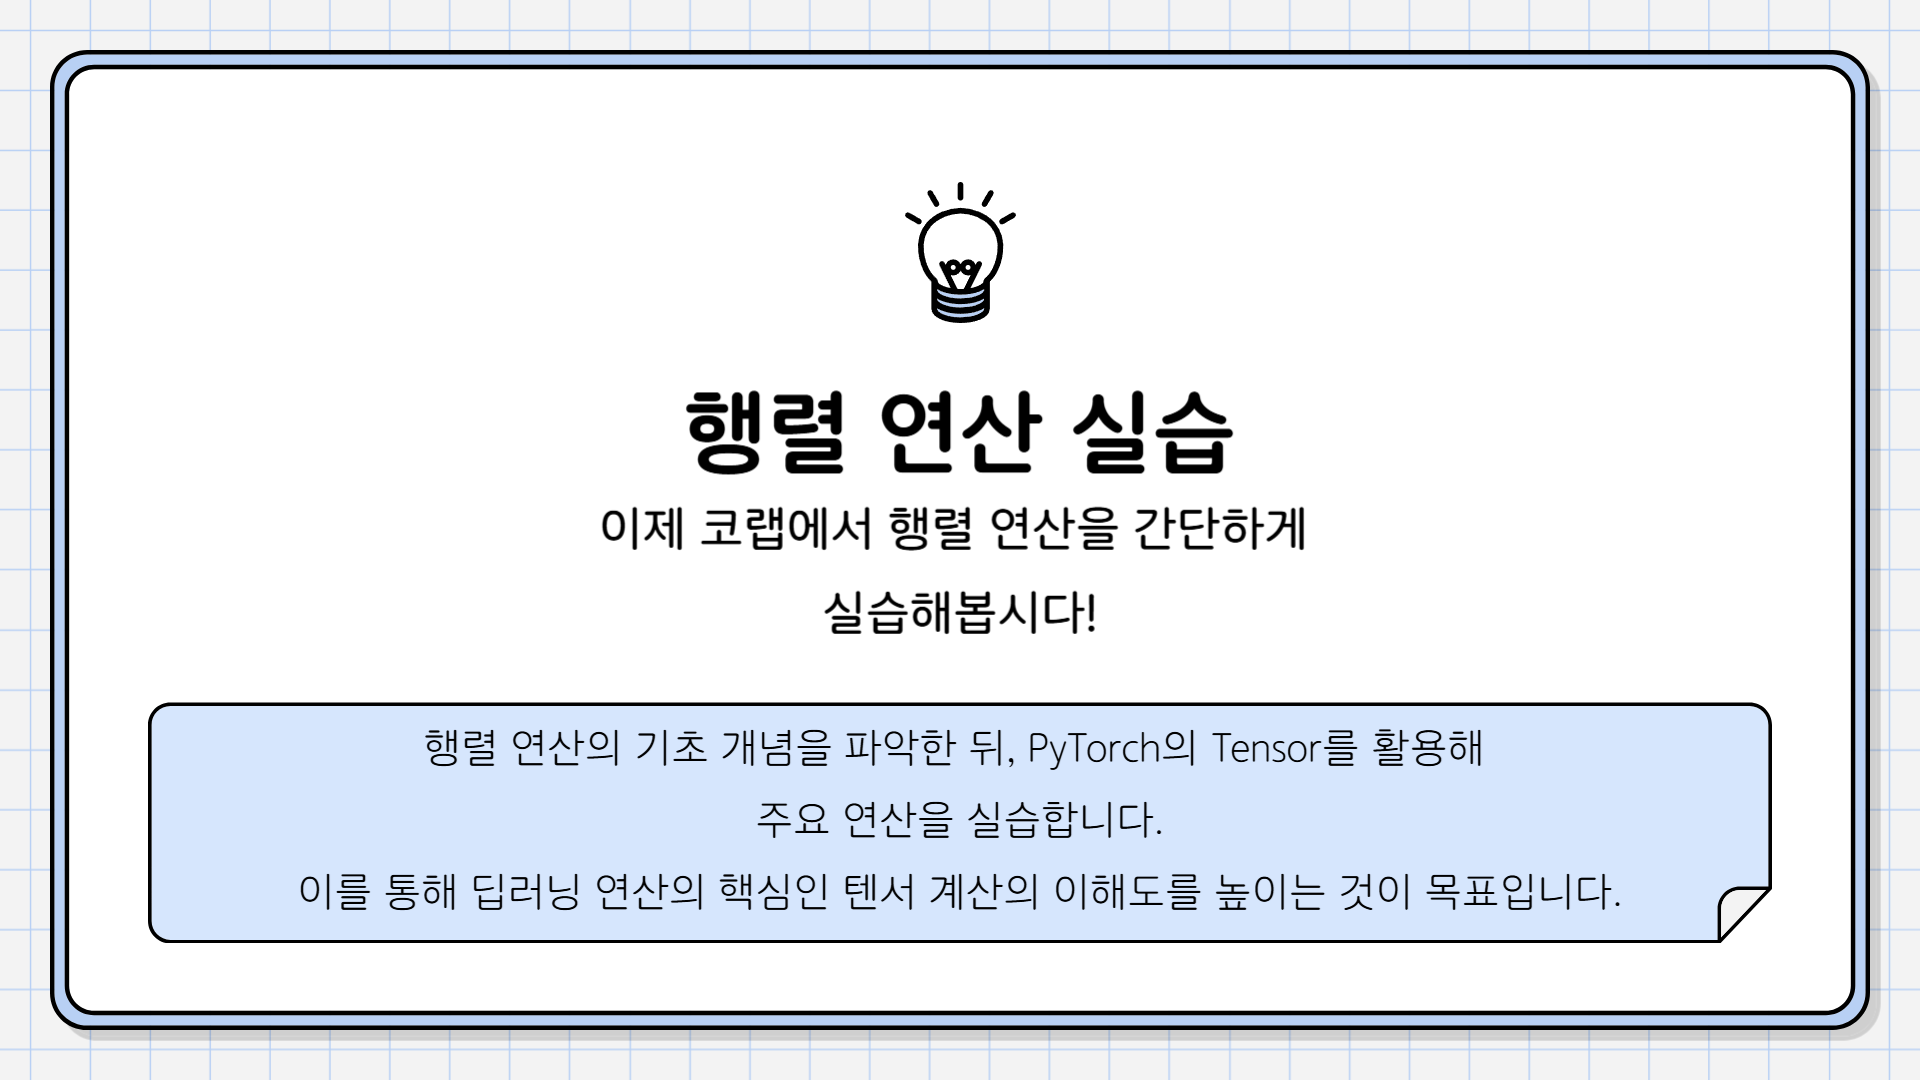 행렬 연산 실습
이제 코랩에서 행렬 연산을 간단하게
실습해봅시다!
행렬 연산의 기초 개념을 파악한 뒤, PyTorch의 Tensor를 활용해
주요 연산을 실습합니다.
이를 통해 딥러닝 연산의 핵심인 텐서 계산의 이해도를 높이는 것이 목표입니다.